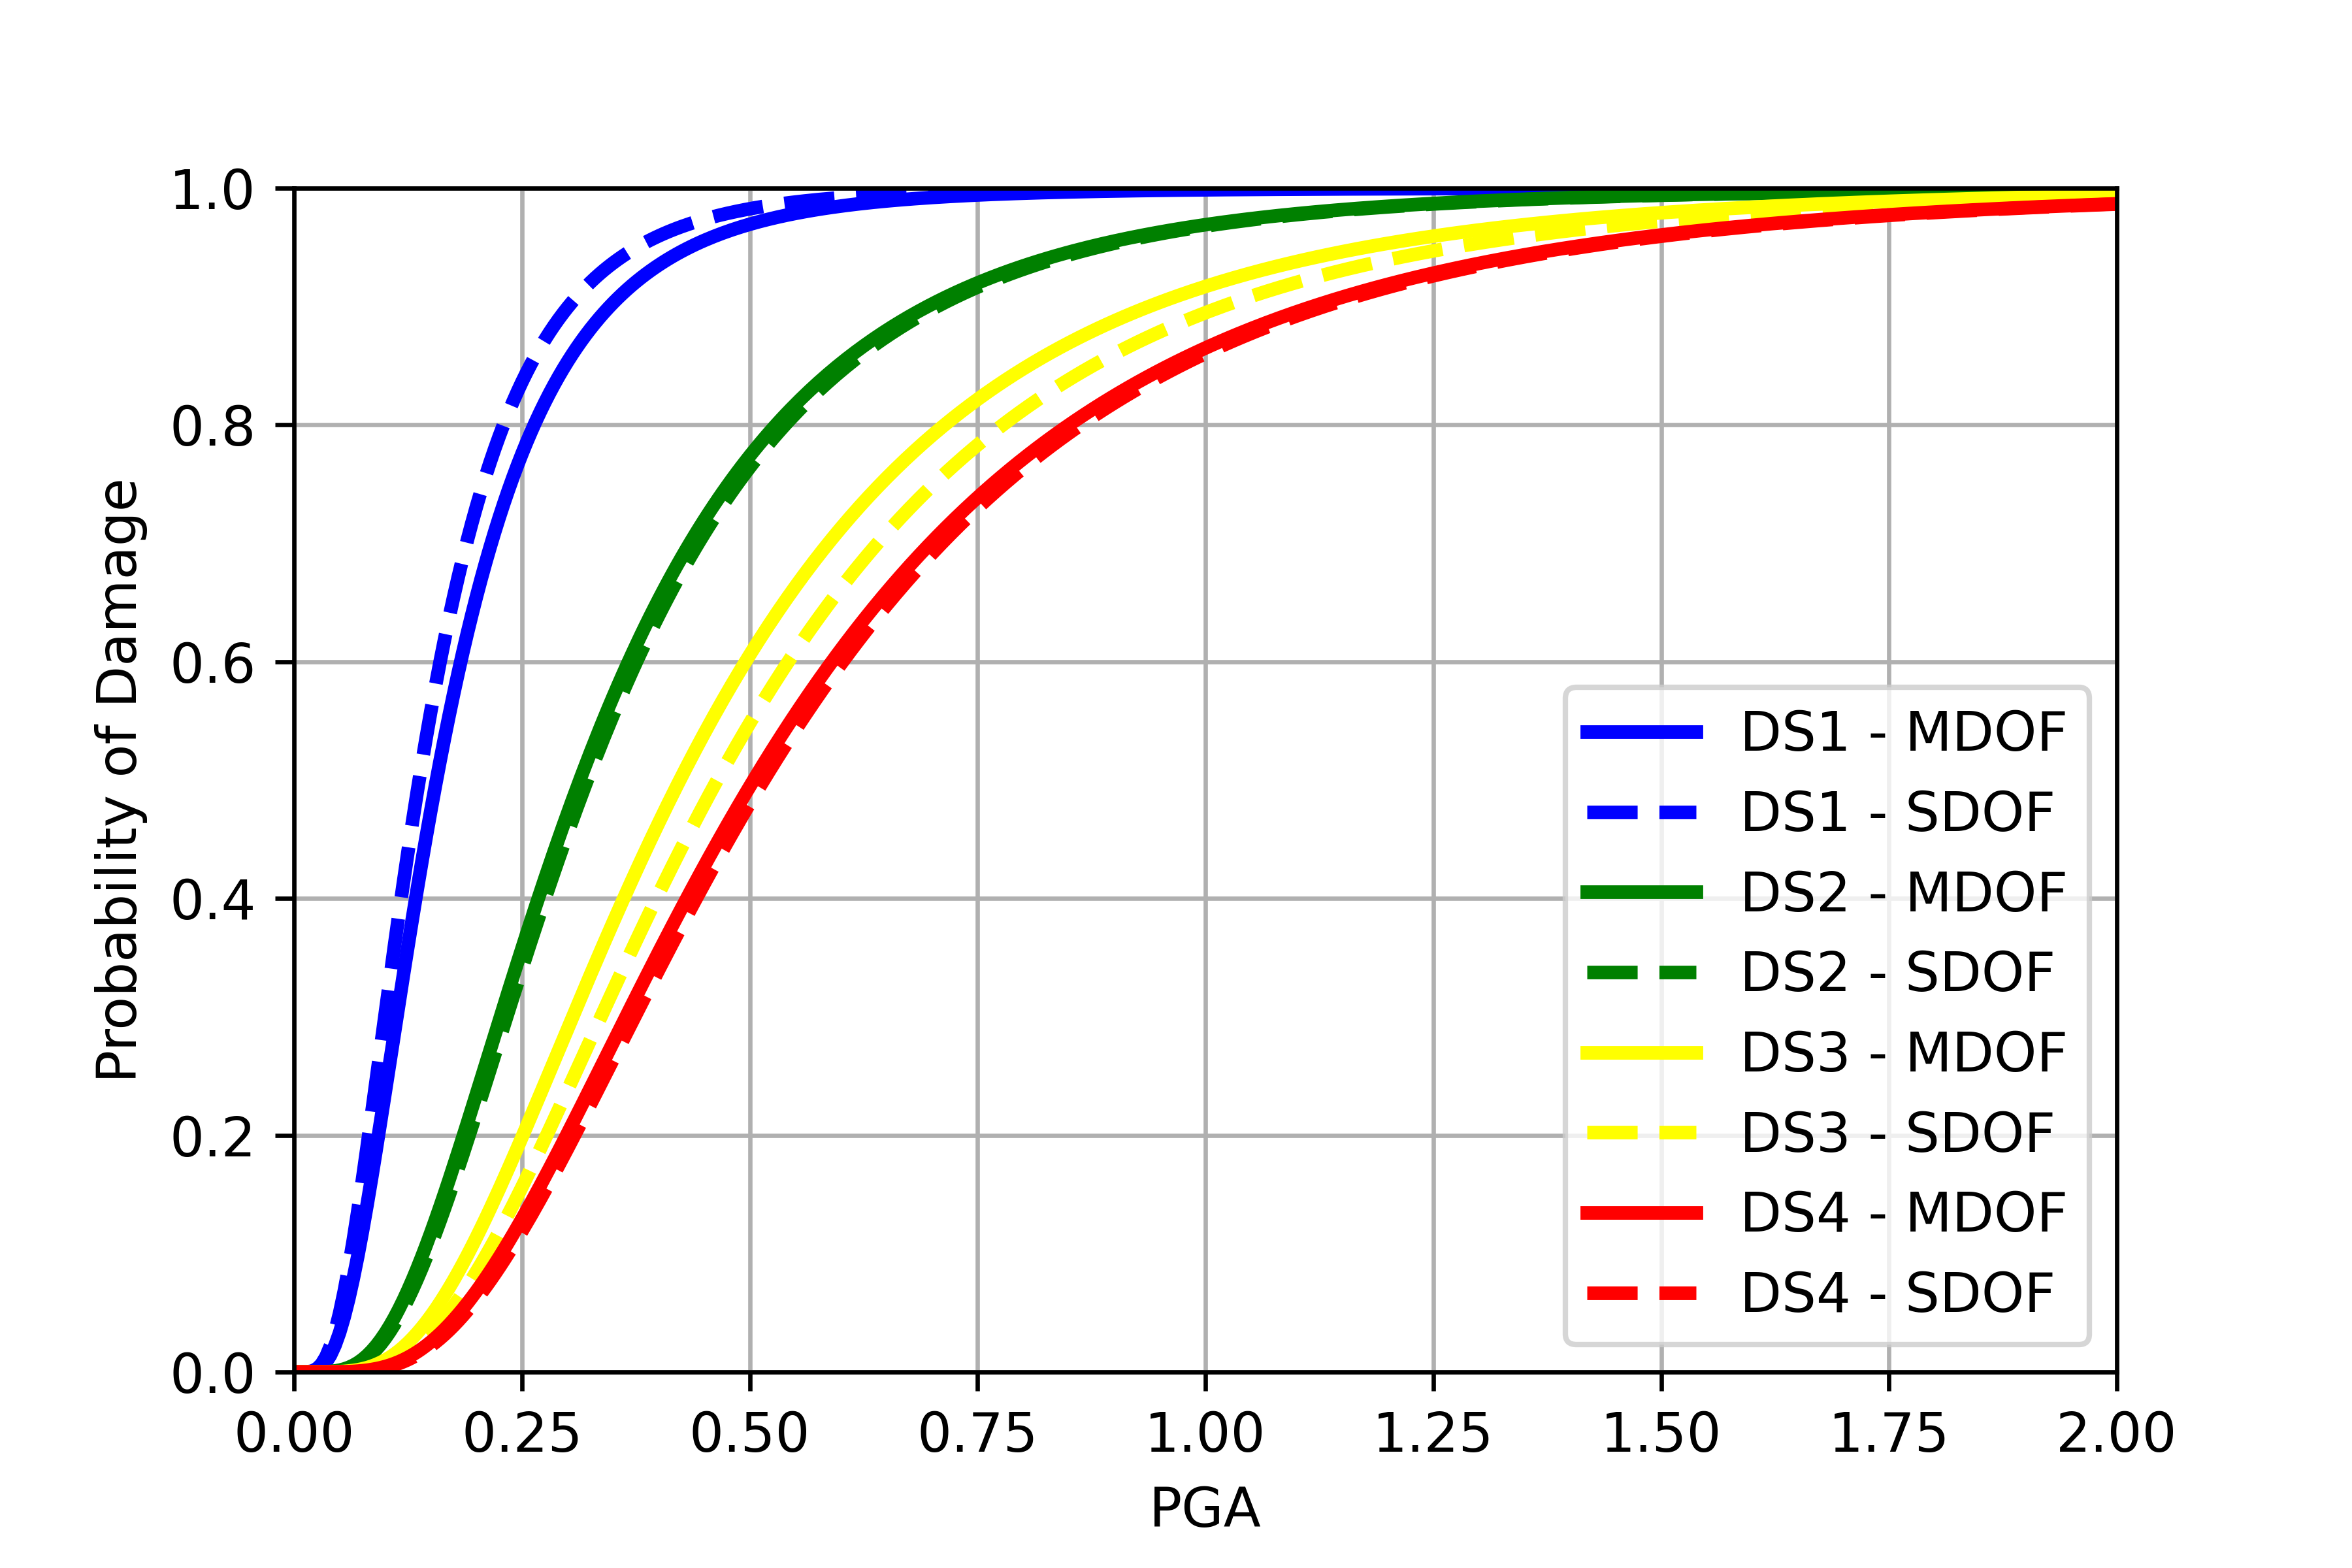 1.0
0.8
0.6
0.4
0.2
0.0
Probability of Damage
0.00 0.25 0.50 0.75 1.00 1.25 1.50 1.75 2.00
PGA
DS1 - MDOF
DS1 - SDOF
DS2 - MDOF
DS2 - SDOF
DS3 - MDOF
DS3 - SDOF
DS4 - MDOF
DS4 - SDOF